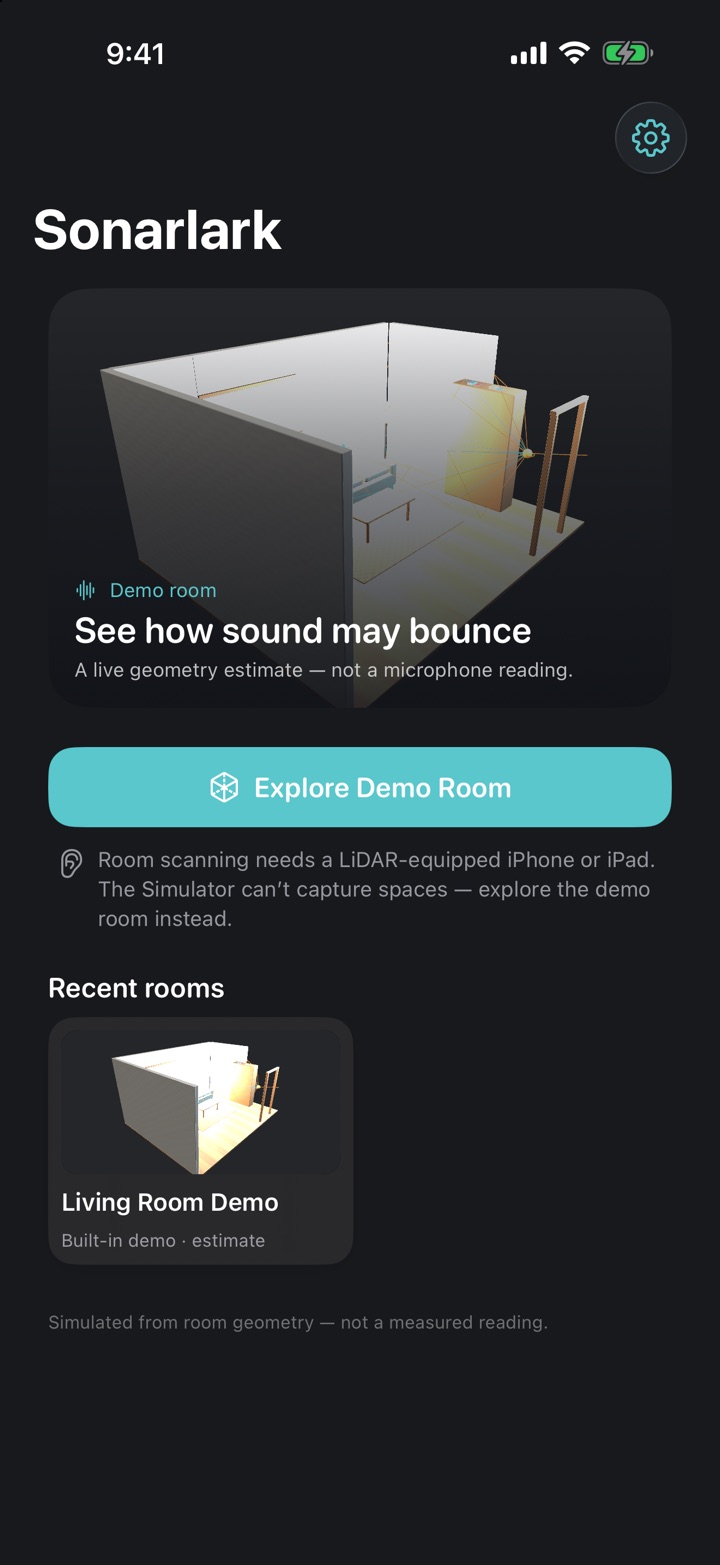 9:41
Sonarlark
Demo room
See how sound may bounce
A live geometry estimate — not a microphone reading.
Explore Demo Room
Room scanning needs a LiDAR-equipped iPhone or iPad.
The Simulator can’t capture spaces — explore the demo
room instead.
Recent rooms
Living Room Demo
Built-in demo · estimate
Simulated from room geometry — not a measured reading.